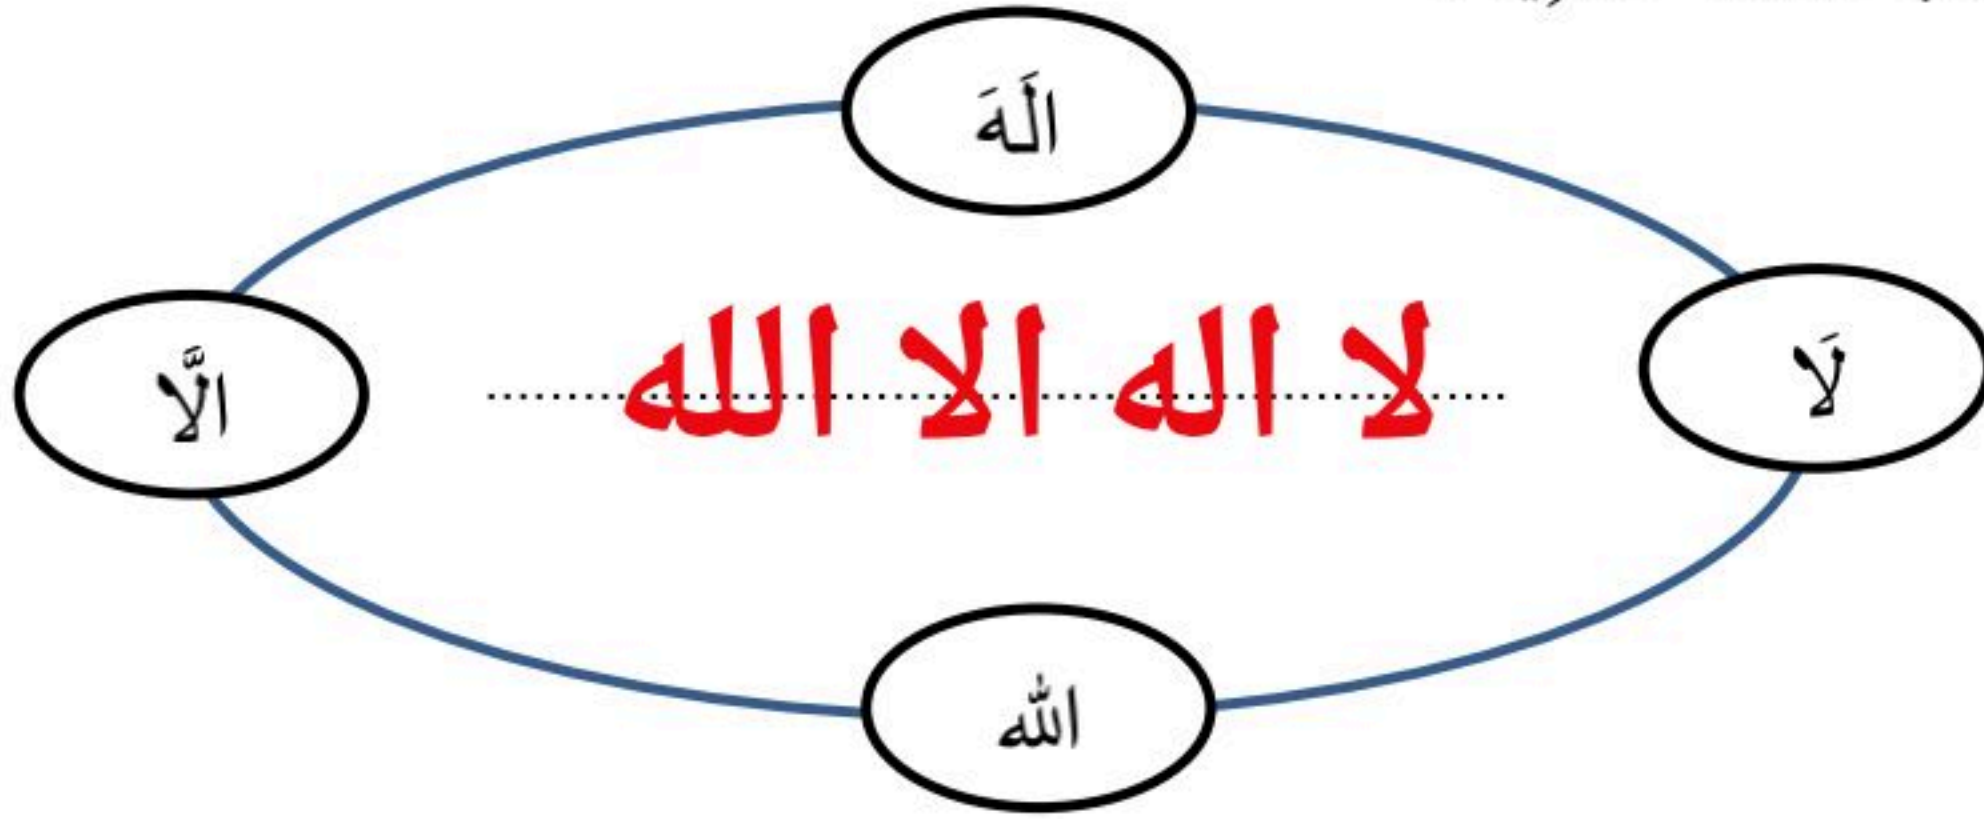 الَهَ
لَا
لا اله الا الله
الَّا
الله